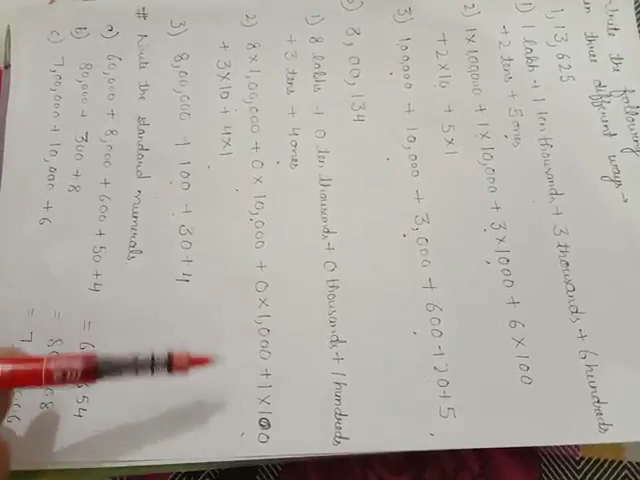 Write the following
in three different ways →
1,13,625
1) 1 lakh + 1 ten thousands + 3 thousands + 6 hundreds
+ 2 tens + 5 ones
2) 1×100000 + 1×10,000 + 3×1000 + 6×100
+ 2×10 + 5×1
3) 100000 + 10,000 + 3,000 + 600 + 20+5
8,00,134
1) 8 lakhs + 0 ten thousands + 0 thousands + 1 hundreds
+ 3 tens + 4 ones
2) 8×1,00,000 + 0×10,000 + 0×1,000 + 1×100
+ 3×10 + 4×1
3) 8,00,000 + 100 + 30+4
# Write the standard numerals.
a) 60,000 + 8,000 + 600 + 50+4 =
b) 80,000 + 300 + 8 =
c) 7,00,000 + 10,000 + 6 = 7